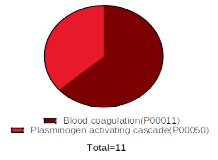 Blood coagulation(P00011)
Plasminogen activating cascade(P00050)
Total=11